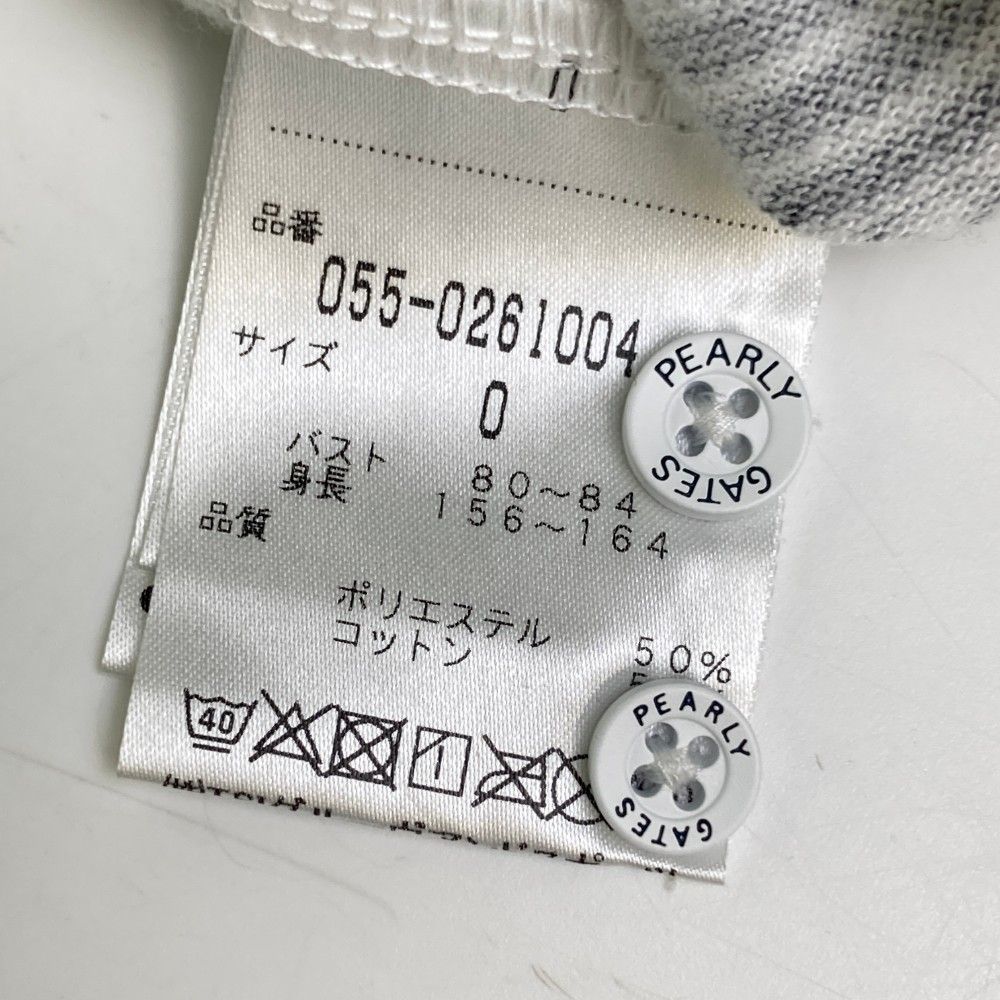 品番
055-0261004
サイズ
0
バスト 80～84
身長 156～164
品質
ポリエステル 50%
コットン
40
1
PEARLY GATES
PEARLY GATES